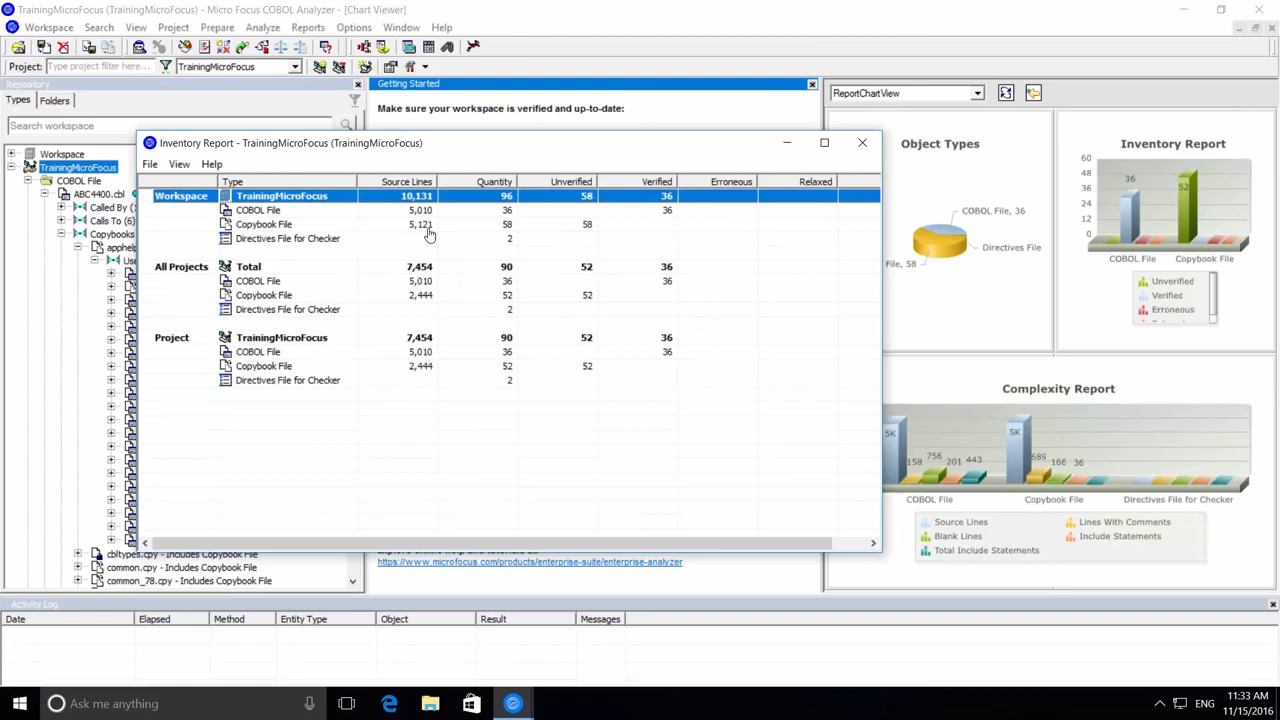 TrainingMicroFocus (TrainingMicroFocus) - Micro Focus COBOL Analyzer - [Chart Viewer]
Workspace Search View Project Prepare Analyze Reports Options Window Help
Project: Type project filter here... TrainingMicroFocus
Repository
Types Folders
Search workspace
Workspace
TrainingMicroFocus
COBOL File
ABC4400.cbl
Called By (
Calls To (6)
Copybooks
apphelp
Use
cbltypes.cpy - Includes Copybook File
common.cpy - Includes Copybook File
common_78.cpy - Includes Copybook File
Getting Started
Make sure your workspace is verified and up-to-date:
Inventory Report - TrainingMicroFocus (TrainingMicroFocus)
File View Help
Type Source Lines Quantity Unverified Verified Erroneous Relaxed
Workspace TrainingMicroFocus 10,131 96 58 36
COBOL File 5,010 36 36
Copybook File 5,121 58 58
Directives File for Checker 2
All Projects Total 7,454 90 52 36
COBOL File 5,010 36 36
Copybook File 2,444 52 52
Directives File for Checker 2
Project TrainingMicroFocus 7,454 90 52 36
COBOL File 5,010 36 36
Copybook File 2,444 52 52
Directives File for Checker 2
https://www.microfocus.com/products/enterprise-suite/enterprise-analyzer
ReportChartView
Object Types
COBOL File, 36
Directives File
File, 58
Inventory Report
60
48
36
24
12
0
36
52
COBOL File Copybook File
Unverified
Verified
Erroneous
Complexity Report
5K 158 756 201 443 5K 689 166 36
COBOL File Copybook File Directives File for Checker
Source Lines Lines With Comments
Blank Lines Include Statements
Total Include Statements
Activity Log
Date Elapsed Method Entity Type Object Result Messages
Ask me anything
ENG
11:33 AM
11/15/2016